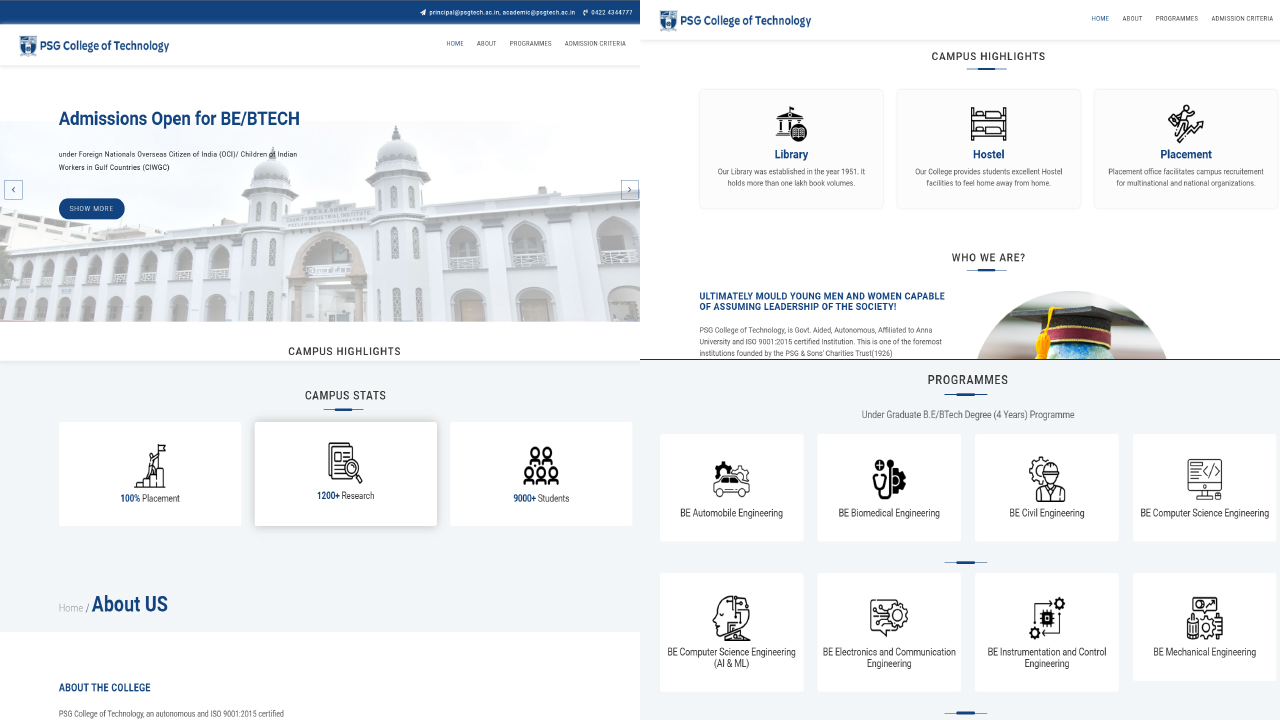 principal@psgtech.ac.in, academic@psgtech.ac.in 0422 4344777
PSG College of Technology
HOME ABOUT PROGRAMMES ADMISSION CRITERIA
Admissions Open for BE/BTECH
under Foreign Nationals Overseas Citizen of India (OCI)/ Children of Indian
Workers in Gulf Countries (CIWGC)
SHOW MORE
CAMPUS HIGHLIGHTS
PSG College of Technology
HOME ABOUT PROGRAMMES ADMISSION CRITERIA
CAMPUS HIGHLIGHTS
Library
Our Library was established in the year 1951. It
holds more than one lakh book volumes.
Hostel
Our College provides students excellent Hostel
facilities to feel home away from home.
Placement
Placement office facilitates campus recruitement
for multinational and national organizations.
WHO WE ARE?
ULTIMATELY MOULD YOUNG MEN AND WOMEN CAPABLE
OF ASSUMING LEADERSHIP OF THE SOCIETY!
PSG College of Technology, is Govt. Aided, Autonomous, Affiliated to Anna
University and ISO 9001:2015 certified Institution. This is one of the foremost
institutions founded by the PSG & Sons' Charities Trust(1926)
CAMPUS STATS
100% Placement
1200+ Research
9000+ Students
Home / About US
ABOUT THE COLLEGE
PSG College of Technology, an autonomous and ISO 9001:2015 certified
PROGRAMMES
Under Graduate B.E/BTech Degree (4 Years) Programme
BE Automobile Engineering
BE Biomedical Engineering
BE Civil Engineering
BE Computer Science Engineering
BE Computer Science Engineering
(AI & ML)
BE Electronics and Communication
Engineering
BE Instrumentation and Control
Engineering
BE Mechanical Engineering